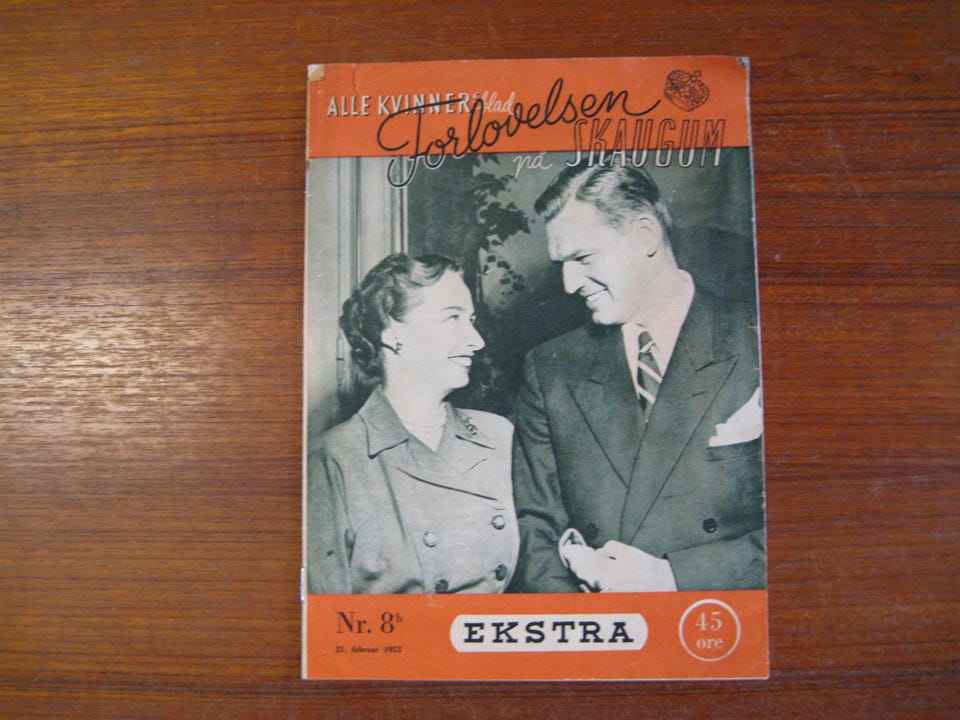 ALLE KVINNERS blad
Forlovelsen
på SKAUGUM
Nr. 8b
21. februar 1953
EKSTRA
45
øre